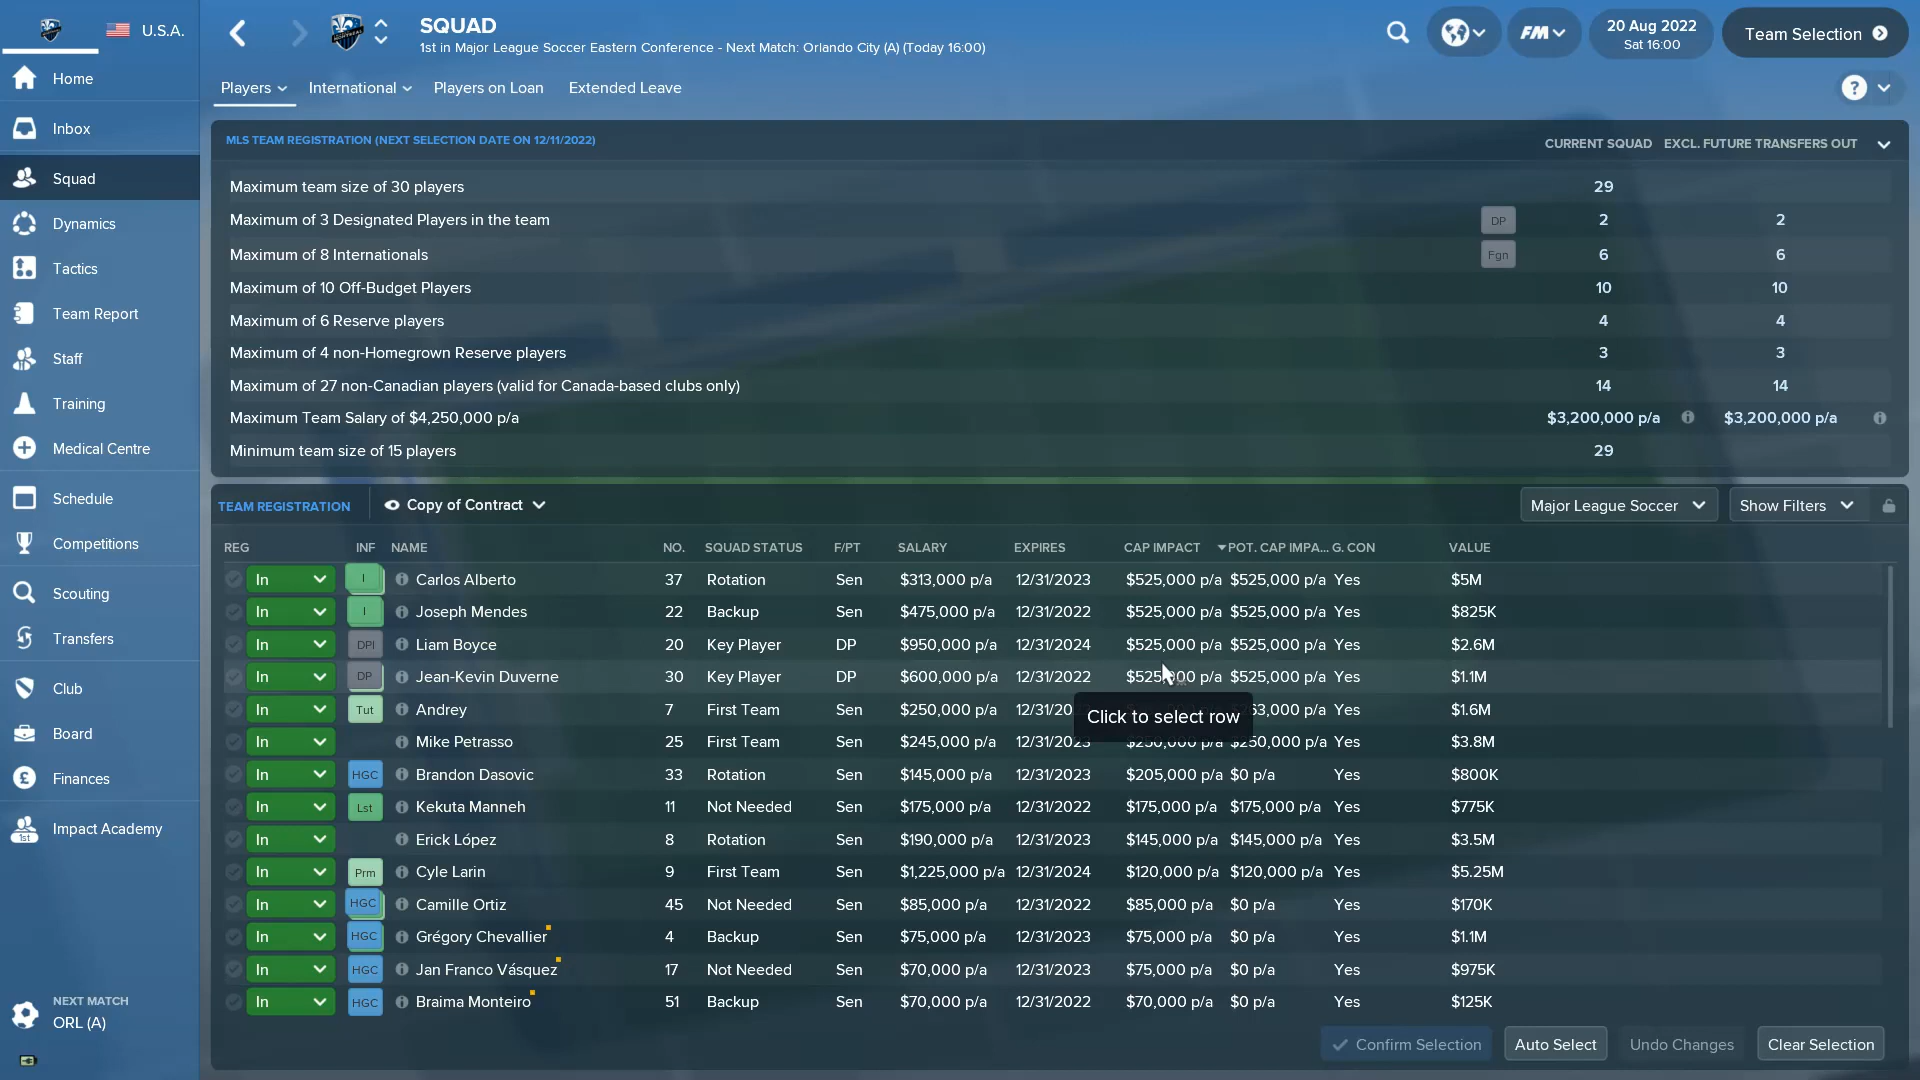 U.S.A.
SQUAD
1st in Major League Soccer Eastern Conference - Next Match: Orlando City (A) (Today 16:00)
FM
20 Aug 2022
Sat 16:00
Team Selection
Home
Inbox
Squad
Dynamics
Tactics
Team Report
Staff
Training
Medical Centre
Schedule
Competitions
Scouting
Transfers
Club
Board
Finances
1st Impact Academy
NEXT MATCH
ORL (A)
Players International Players on Loan Extended Leave
?
MLS TEAM REGISTRATION (NEXT SELECTION DATE ON 12/11/2022) CURRENT SQUAD EXCL. FUTURE TRANSFERS OUT
Maximum team size of 30 players 29
Maximum of 3 Designated Players in the team DP 2 2
Maximum of 8 Internationals Fgn 6 6
Maximum of 10 Off-Budget Players 10 10
Maximum of 6 Reserve players 4 4
Maximum of 4 non-Homegrown Reserve players 3 3
Maximum of 27 non-Canadian players (valid for Canada-based clubs only) 14 14
Maximum Team Salary of $4,250,000 p/a $3,200,000 p/a $3,200,000 p/a
Minimum team size of 15 players 29
TEAM REGISTRATION Copy of Contract Major League Soccer Show Filters
REG INF NAME NO. SQUAD STATUS F/PT SALARY EXPIRES CAP IMPACT POT. CAP IMPA... G. CON VALUE
In I Carlos Alberto 37 Rotation Sen $313,000 p/a 12/31/2023 $525,000 p/a $525,000 p/a Yes $5M
In I Joseph Mendes 22 Backup Sen $475,000 p/a 12/31/2022 $525,000 p/a $525,000 p/a Yes $825K
In DPI Liam Boyce 20 Key Player DP $950,000 p/a 12/31/2024 $525,000 p/a $525,000 p/a Yes $2.6M
In DP Jean-Kevin Duverne 30 Key Player DP $600,000 p/a 12/31/2022 $525,000 p/a $525,000 p/a Yes $1.1M
In Tut Andrey 7 First Team Sen $250,000 p/a p/a Yes $1.6M
Click to select row
In Mike Petrasso 25 First Team Sen $245,000 p/a 12/31/2023 $250,000 p/a $250,000 p/a Yes $3.8M
In HGC Brandon Dasovic 33 Rotation Sen $145,000 p/a 12/31/2023 $205,000 p/a $0 p/a Yes $800K
In Lst Kekuta Manneh 11 Not Needed Sen $175,000 p/a 12/31/2022 $175,000 p/a $175,000 p/a Yes $775K
In Erick López 8 Rotation Sen $190,000 p/a 12/31/2023 $145,000 p/a $145,000 p/a Yes $3.5M
In Prm Cyle Larin 9 First Team Sen $1,225,000 p/a 12/31/2024 $120,000 p/a $120,000 p/a Yes $5.25M
In HGC Camille Ortiz 45 Not Needed Sen $85,000 p/a 12/31/2022 $85,000 p/a $0 p/a Yes $170K
In HGC Grégory Chevallier 4 Backup Sen $75,000 p/a 12/31/2023 $75,000 p/a $0 p/a Yes $1.1M
In HGC Jan Franco Vásquez 17 Not Needed Sen $70,000 p/a 12/31/2023 $75,000 p/a $0 p/a Yes $975K
In HGC Braima Monteiro 51 Backup Sen $70,000 p/a 12/31/2022 $70,000 p/a $0 p/a Yes $125K
Confirm Selection Auto Select Undo Changes Clear Selection